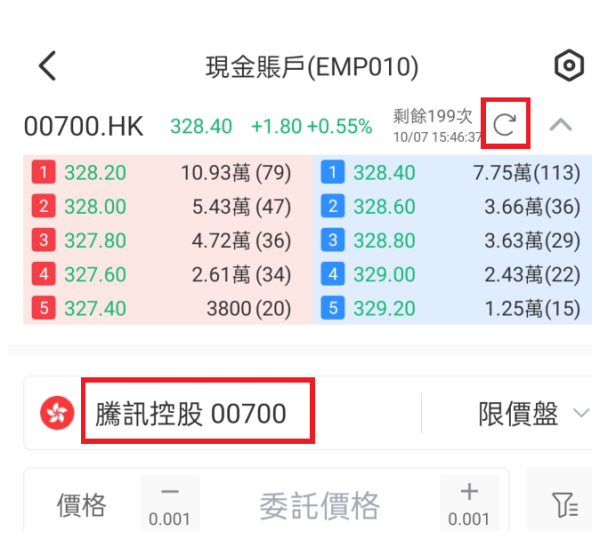 現金賬戶(EMP010)
00700.HK 328.40 +1.80 +0.55% 剩餘199次
10/07 15:46:37
1 328.20 10.93萬 (79) 1 328.40 7.75萬(113)
2 328.00 5.43萬 (47) 2 328.60 3.66萬(36)
3 327.80 4.72萬 (36) 3 328.80 3.63萬(29)
4 327.60 2.61萬 (34) 4 329.00 2.43萬(22)
5 327.40 3800 (20) 5 329.20 1.25萬(15)
騰訊控股 00700 限價盤
價格 — 0.001 委託價格 + 0.001